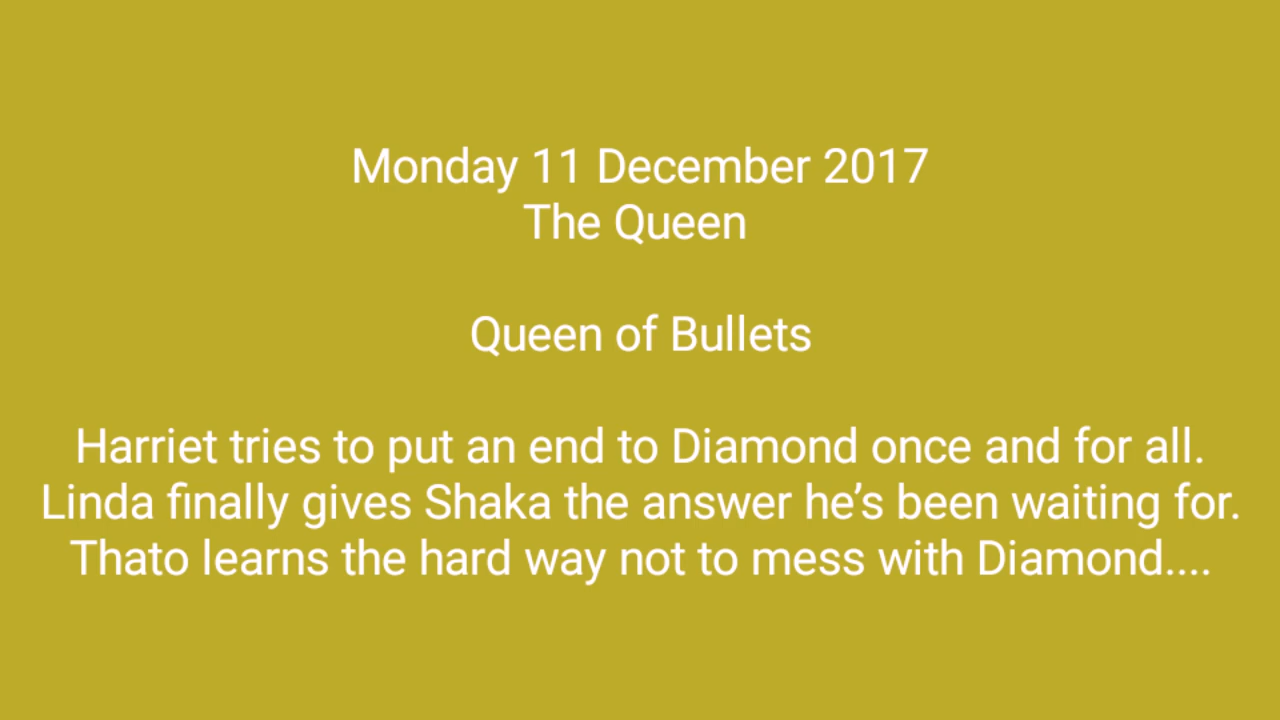 Monday 11 December 2017
The Queen
Queen of Bullets
Harriet tries to put an end to Diamond once and for all.
Linda finally gives Shaka the answer he’s been waiting for.
Thato learns the hard way not to mess with Diamond....